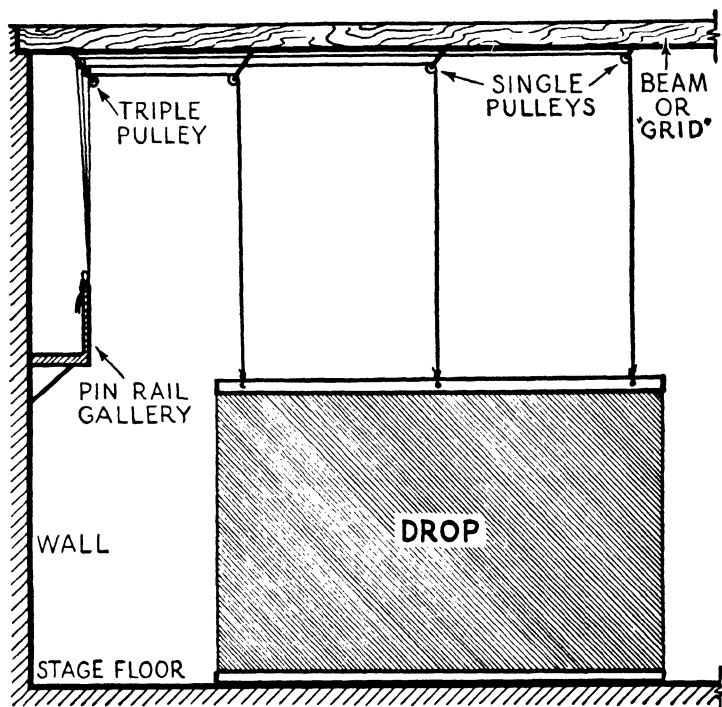 TRIPLE
PULLEY
SINGLE
PULLEYS
BEAM
OR
"GRID"
PIN RAIL
GALLERY
DROP
WALL
STAGE FLOOR